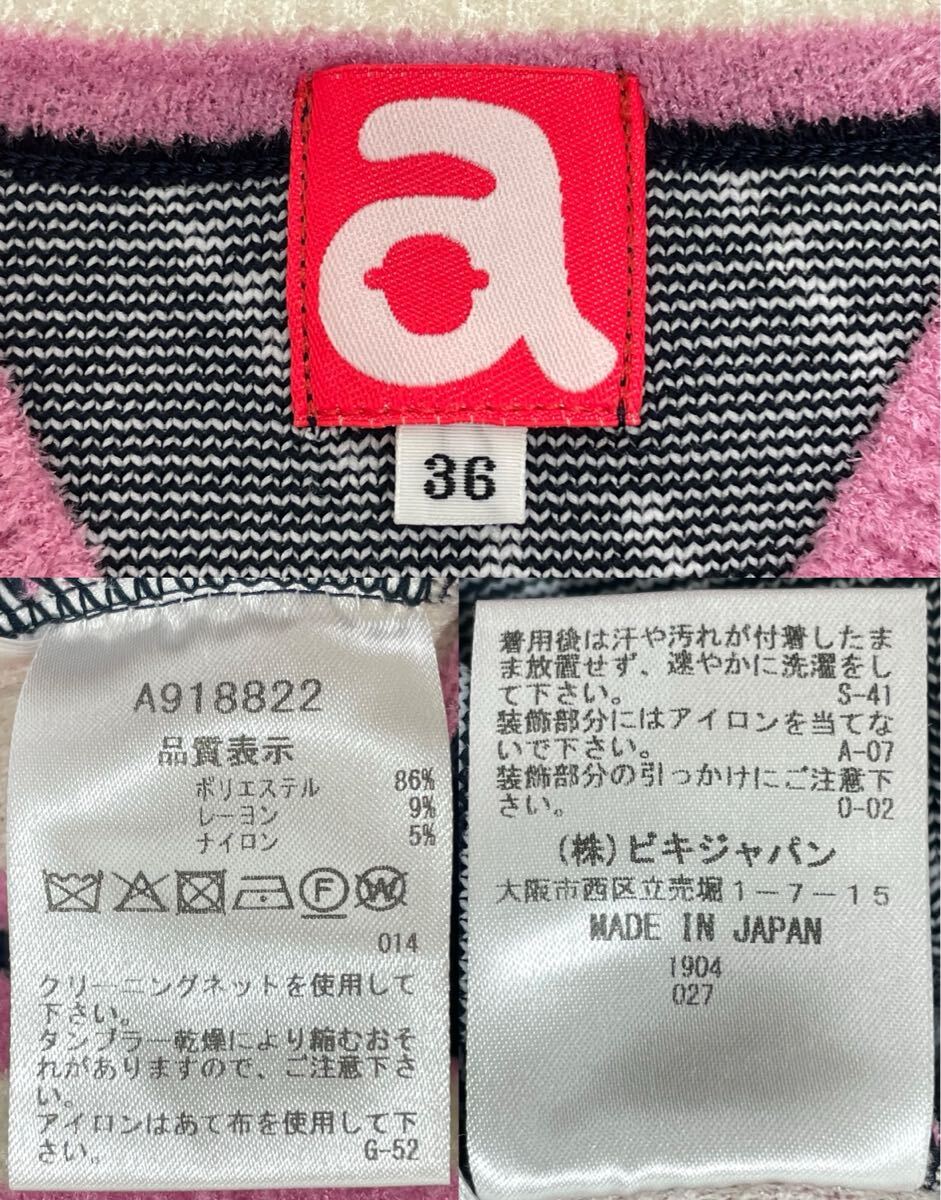 a
36
A918822
品質表示
ポリエステル 86%
レーヨン 9%
ナイロン 5%
F W
014
クリーニングネットを使用して
下さい。
タンブラー乾燥により縮むおそ
れがありますので、ご注意下さ
い。
アイロンはあて布を使用して下
さい。 G-52
着用後は汗や汚れが付着したま
ま放置せず、速やかに洗濯をし
て下さい。 S-41
装飾部分にはアイロンを当てな
いで下さい。 A-07
装飾部分の引っかけにご注意下
さい。 O-02
(株)ビキジャパン
大阪市西区立売堀1-7-15
MADE IN JAPAN
1904
027